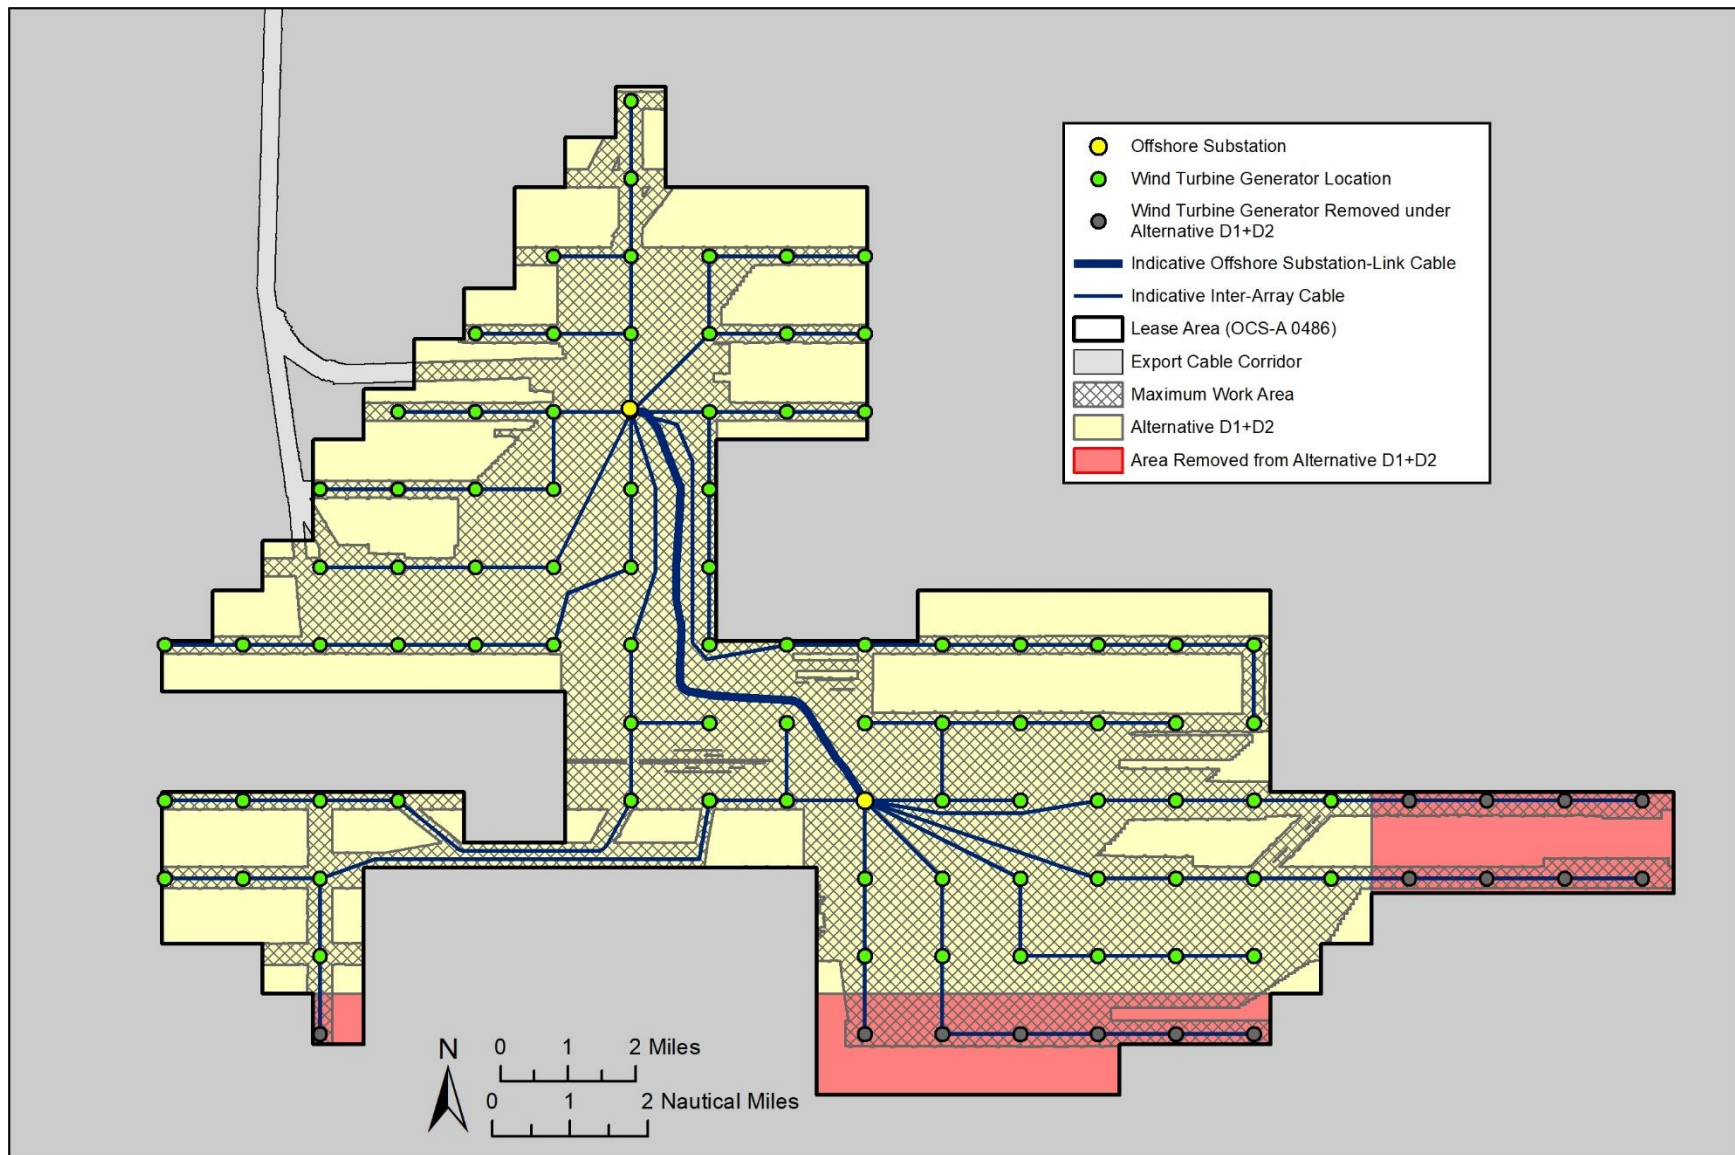 Offshore Substation
Wind Turbine Generator Location
Wind Turbine Generator Removed under
Alternative D1+D2
Indicative Offshore Substation-Link Cable
Indicative Inter-Array Cable
Lease Area (OCS-A 0486)
Export Cable Corridor
Maximum Work Area
Alternative D1+D2
Area Removed from Alternative D1+D2
N
0 1 2 Miles
0 1 2 Nautical Miles